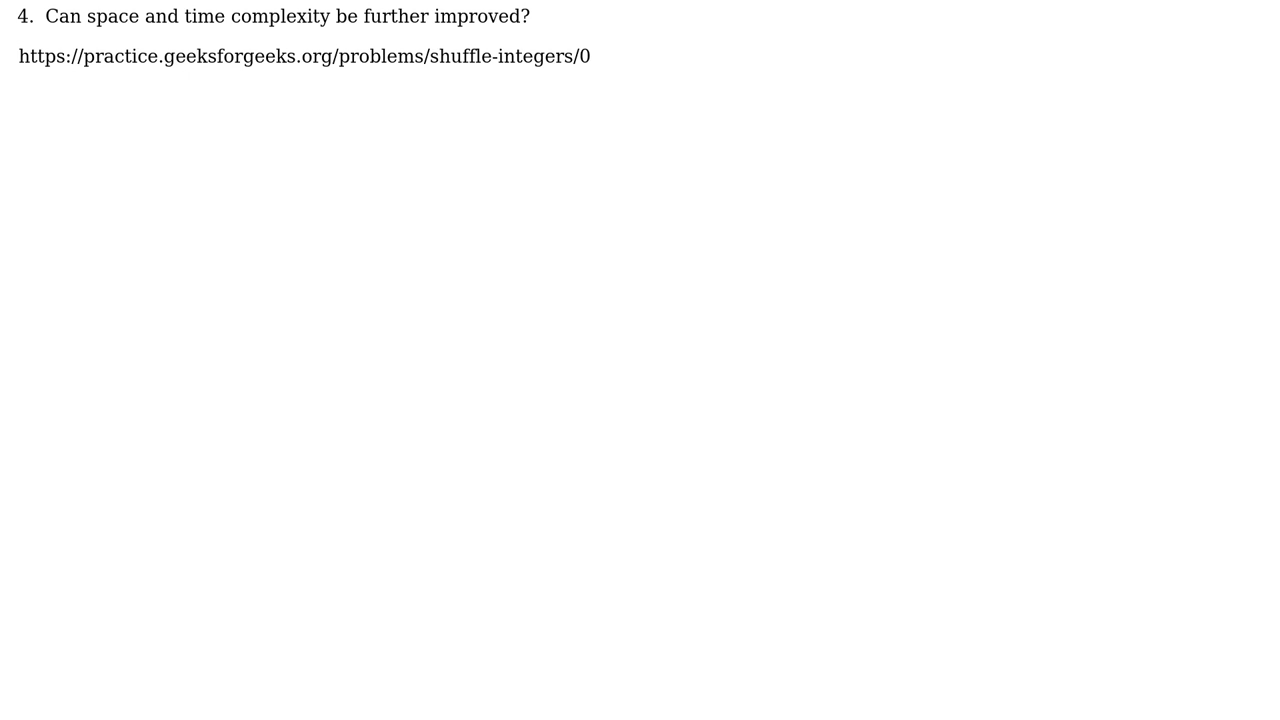 4. Can space and time complexity be further improved?
https://practice.geeksforgeeks.org/problems/shuffle-integers/0